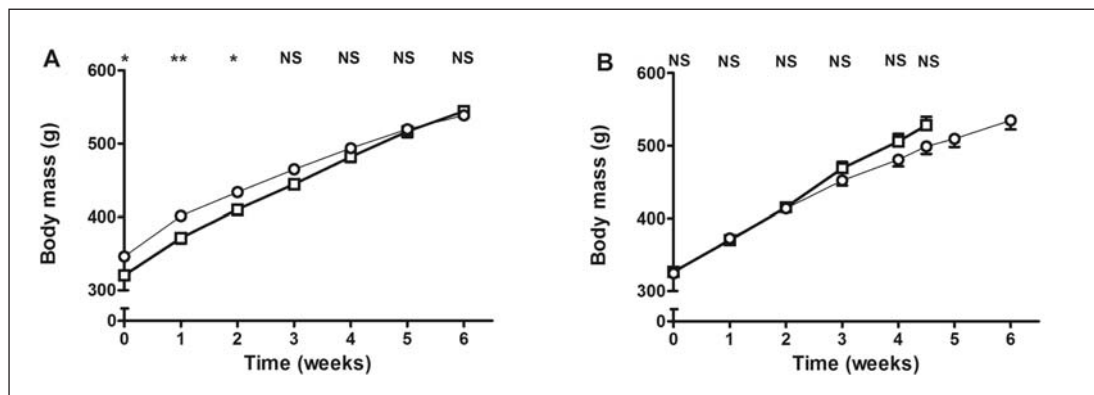 A * ** * NS NS NS NS
600
500
400
300
0
Body mass (g)
0 1 2 3 4 5 6
Time (weeks)
B NS NS NS NS NS NS
600
500
400
300
0
Body mass (g)
0 1 2 3 4 5 6
Time (weeks)